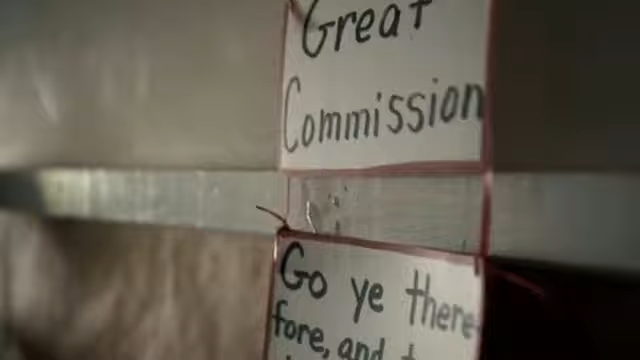 Great
Commission
Go ye there-
fore, and